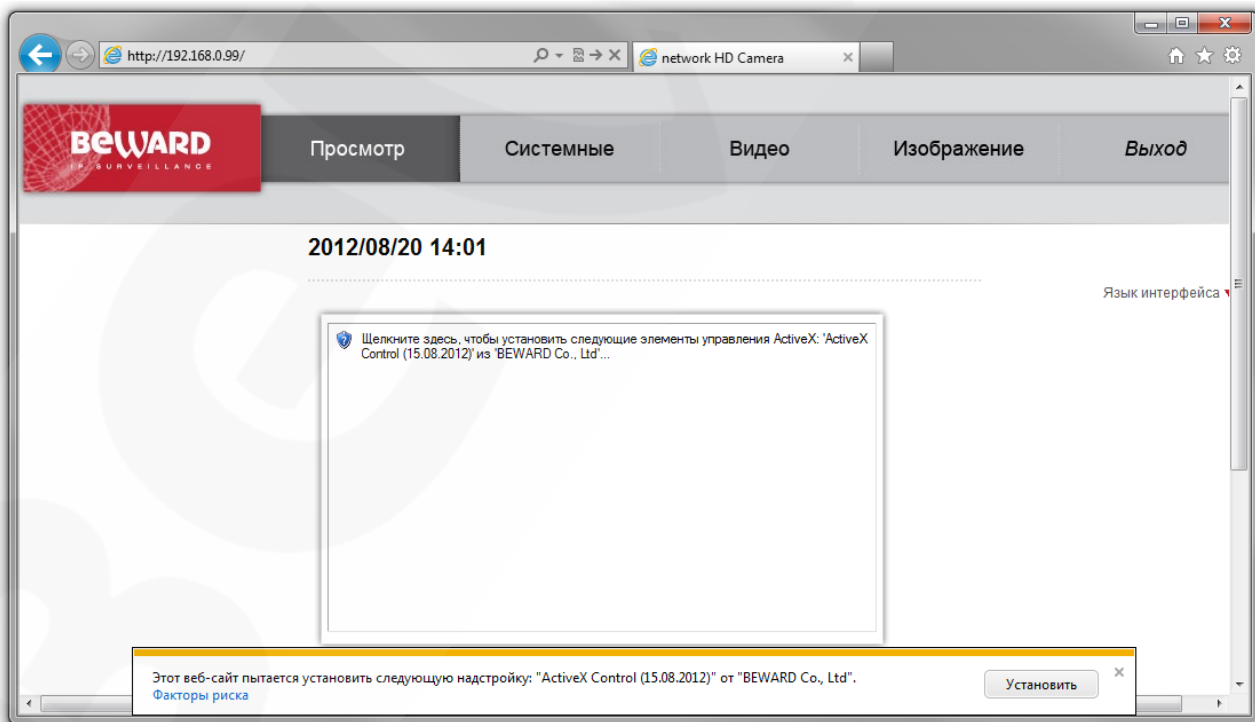 http://192.168.0.99/
network HD Camera
BEWARD
IP SURVEILLANCE
Просмотр
Системные
Видео
Изображение
Выход
2012/08/20 14:01
Язык интерфейса
Щелкните здесь, чтобы установить следующие элементы управления ActiveX: 'ActiveX
Control (15.08.2012)' из 'BEWARD Co., Ltd'...
Этот веб-сайт пытается установить следующую надстройку: "ActiveX Control (15.08.2012)" от "BEWARD Co., Ltd".
Факторы риска
Установить